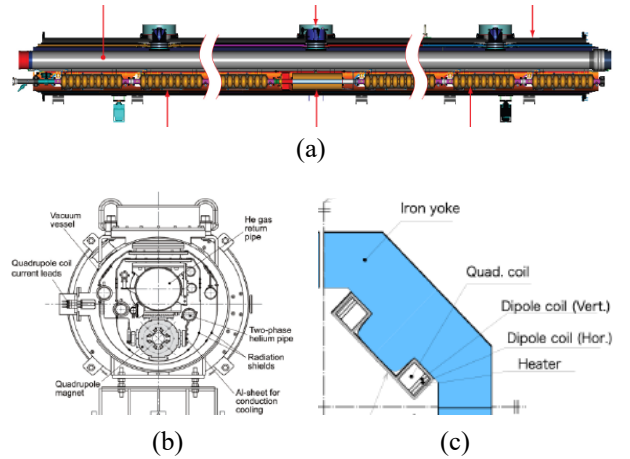 (a)
Vacuum
vessel
He gas
return
pipe
Quadrupole coil
current leads
Two-phase
helium pipe
Radiation
shields
Quadrupole
magnet
Al-sheet for
conduction
cooling
(b)
Iron yoke
Quad. coil
Dipole coil (Vert.)
Dipole coil (Hor.)
Heater
(c)